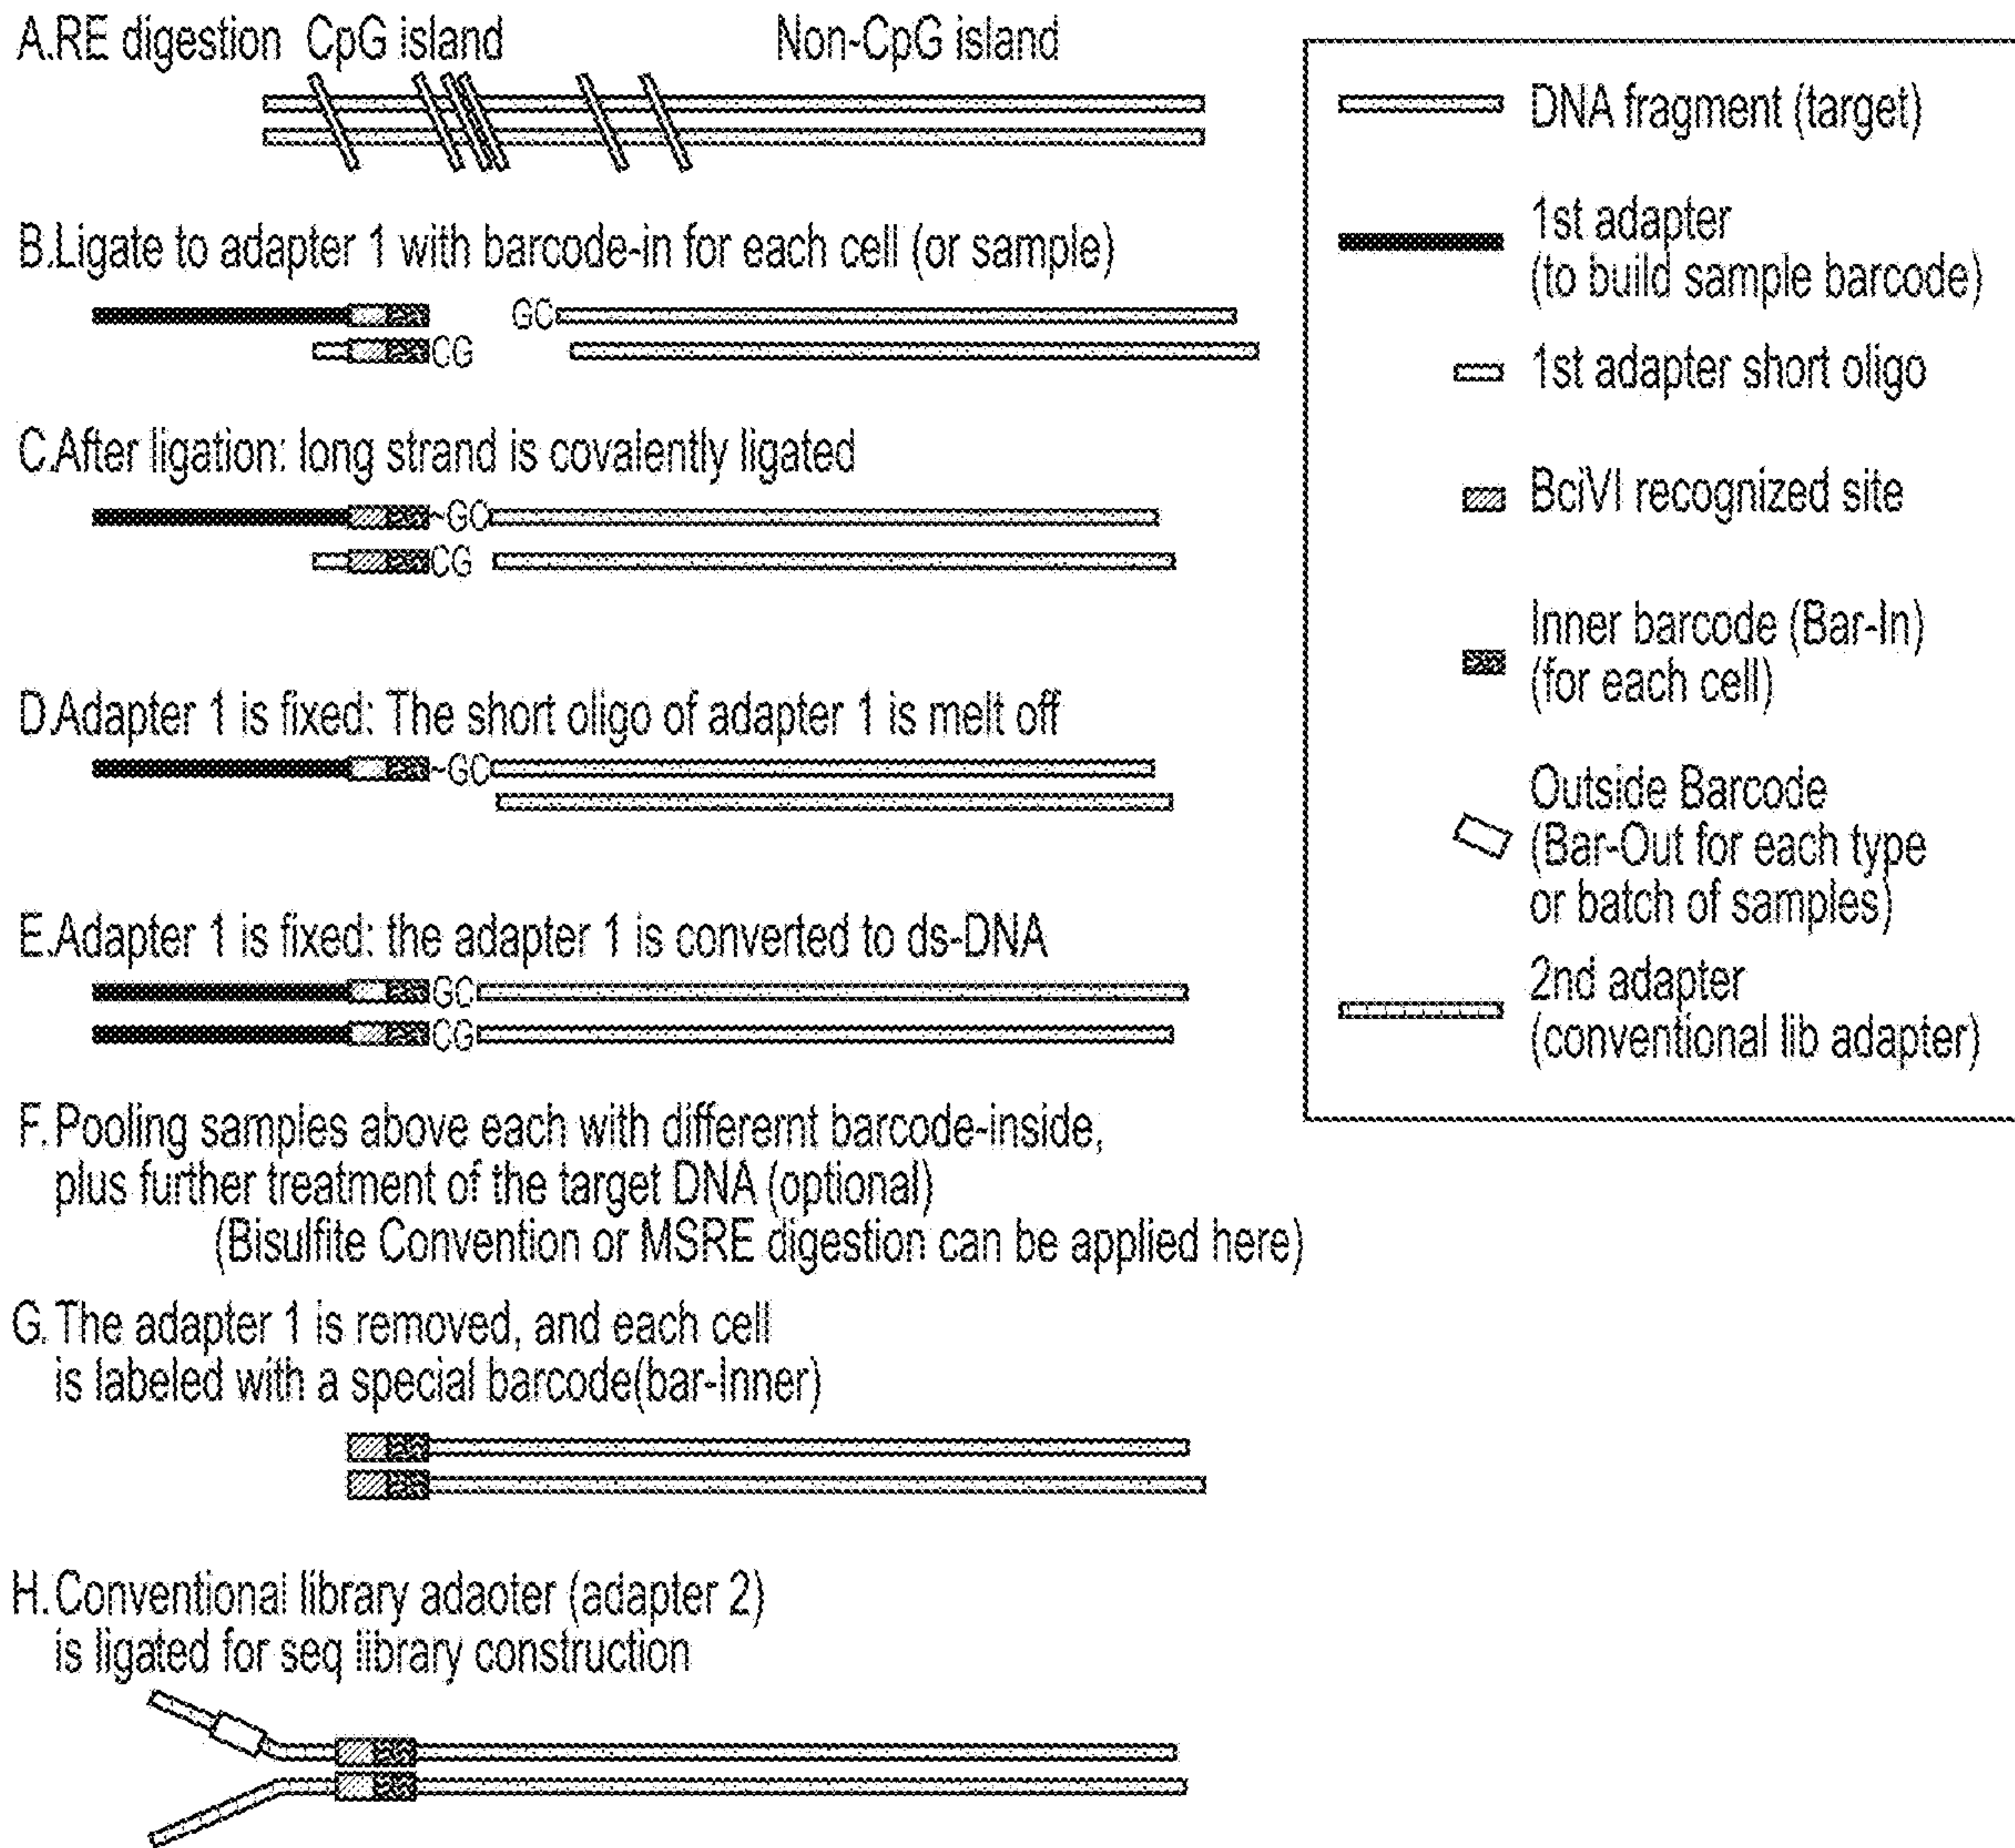 A.RE digestion CpG island Non-CpG island
B.Ligate to adapter 1 with barcode-in for each cell (or sample)
GC
CG
C.After ligation: long strand is covalently ligated
~GC
CG
D.Adapter 1 is fixed: The short oligo of adapter 1 is melt off
~GC
E.Adapter 1 is fixed: the adapter 1 is converted to ds-DNA
GC
CG
F. Pooling samples above each with differernt barcode-inside,
plus further treatment of the target DNA (optional)
(Bisulfite Convention or MSRE digestion can be applied here)
G. The adapter 1 is removed, and each cell
is labeled with a special barcode(bar-Inner)
H. Conventional library adaoter (adapter 2)
is ligated for seq library construction
DNA fragment (target)
1st adapter
(to build sample barcode)
1st adapter short oligo
BciVI recognized site
Inner barcode (Bar-In)
(for each cell)
Outside Barcode
(Bar-Out for each type
or batch of samples)
2nd adapter
(conventional lib adapter)